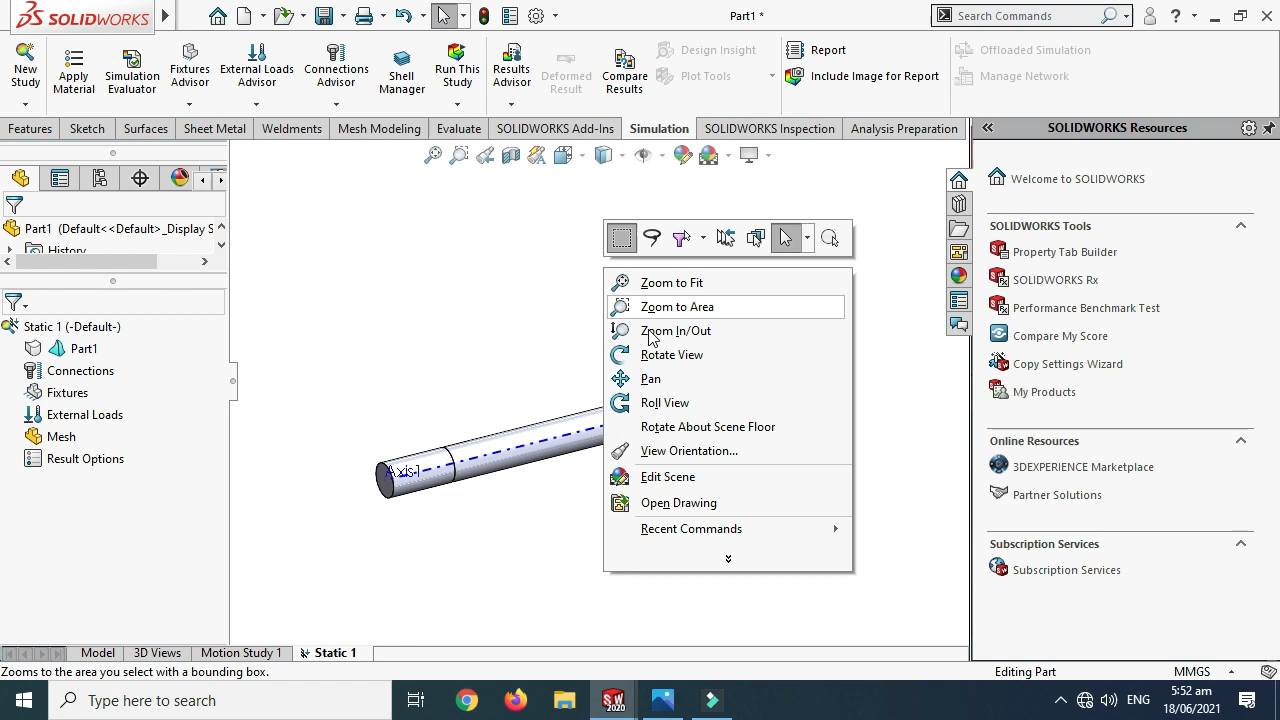 SOLIDWORKS
Part1 *
Search Commands
New Study
Apply Material
Simulation Evaluator
Fixtures Advisor
External Loads Advisor
Connections Advisor
Shell Manager
Run This Study
Results Advisor
Deformed Result
Compare Results
Design Insight
Plot Tools
Report
Include Image for Report
Offloaded Simulation
Manage Network
Features
Sketch
Surfaces
Sheet Metal
Weldments
Mesh Modeling
Evaluate
SOLIDWORKS Add-Ins
Simulation
SOLIDWORKS Inspection
Analysis Preparation
SOLIDWORKS Resources
Part1 (Default<<Default>_Display S
History
Static 1 (-Default-)
Part1
Connections
Fixtures
External Loads
Mesh
Result Options
Axis1
Zoom to Fit
Zoom to Area
Zoom In/Out
Rotate View
Pan
Roll View
Rotate About Scene Floor
View Orientation...
Edit Scene
Open Drawing
Recent Commands
Welcome to SOLIDWORKS
SOLIDWORKS Tools
Property Tab Builder
SOLIDWORKS Rx
Performance Benchmark Test
Compare My Score
Copy Settings Wizard
My Products
Online Resources
3DEXPERIENCE Marketplace
Partner Solutions
Subscription Services
Subscription Services
Model
3D Views
Motion Study 1
Static 1
Zooms to the area you select with a bounding box.
Editing Part
MMGS
Type here to search
SW
2020
ENG
5:52 am
18/06/2021